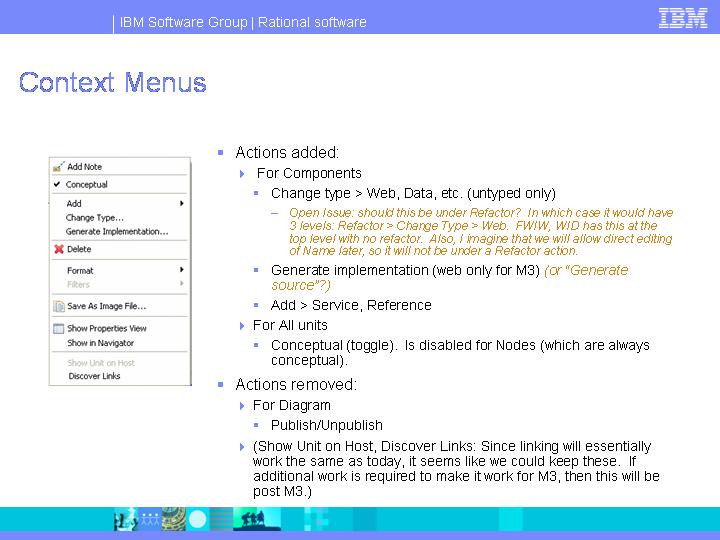 IBM Software Group | Rational software
IBM
Context Menus
Add Note
Conceptual
Add
Change Type...
Generate Implementation...
Delete
Format
Filters
Save As Image File...
Show Properties View
Show in Navigator
Show Unit on Host
Discover Links
Actions added:
For Components
Change type > Web, Data, etc. (untyped only)
– Open Issue: should this be under Refactor? In which case it would have
3 levels: Refactor > Change Type > Web. FWIW, WID has this at the
top level with no refactor. Also, I imagine that we will allow direct editing
of Name later, so it will not be under a Refactor action.
Generate implementation (web only for M3) (or "Generate
source"?)
Add > Service, Reference
For All units
Conceptual (toggle). Is disabled for Nodes (which are always
conceptual).
Actions removed:
For Diagram
Publish/Unpublish
(Show Unit on Host, Discover Links: Since linking will essentially
work the same as today, it seems like we could keep these. If
additional work is required to make it work for M3, then this will be
post M3.)